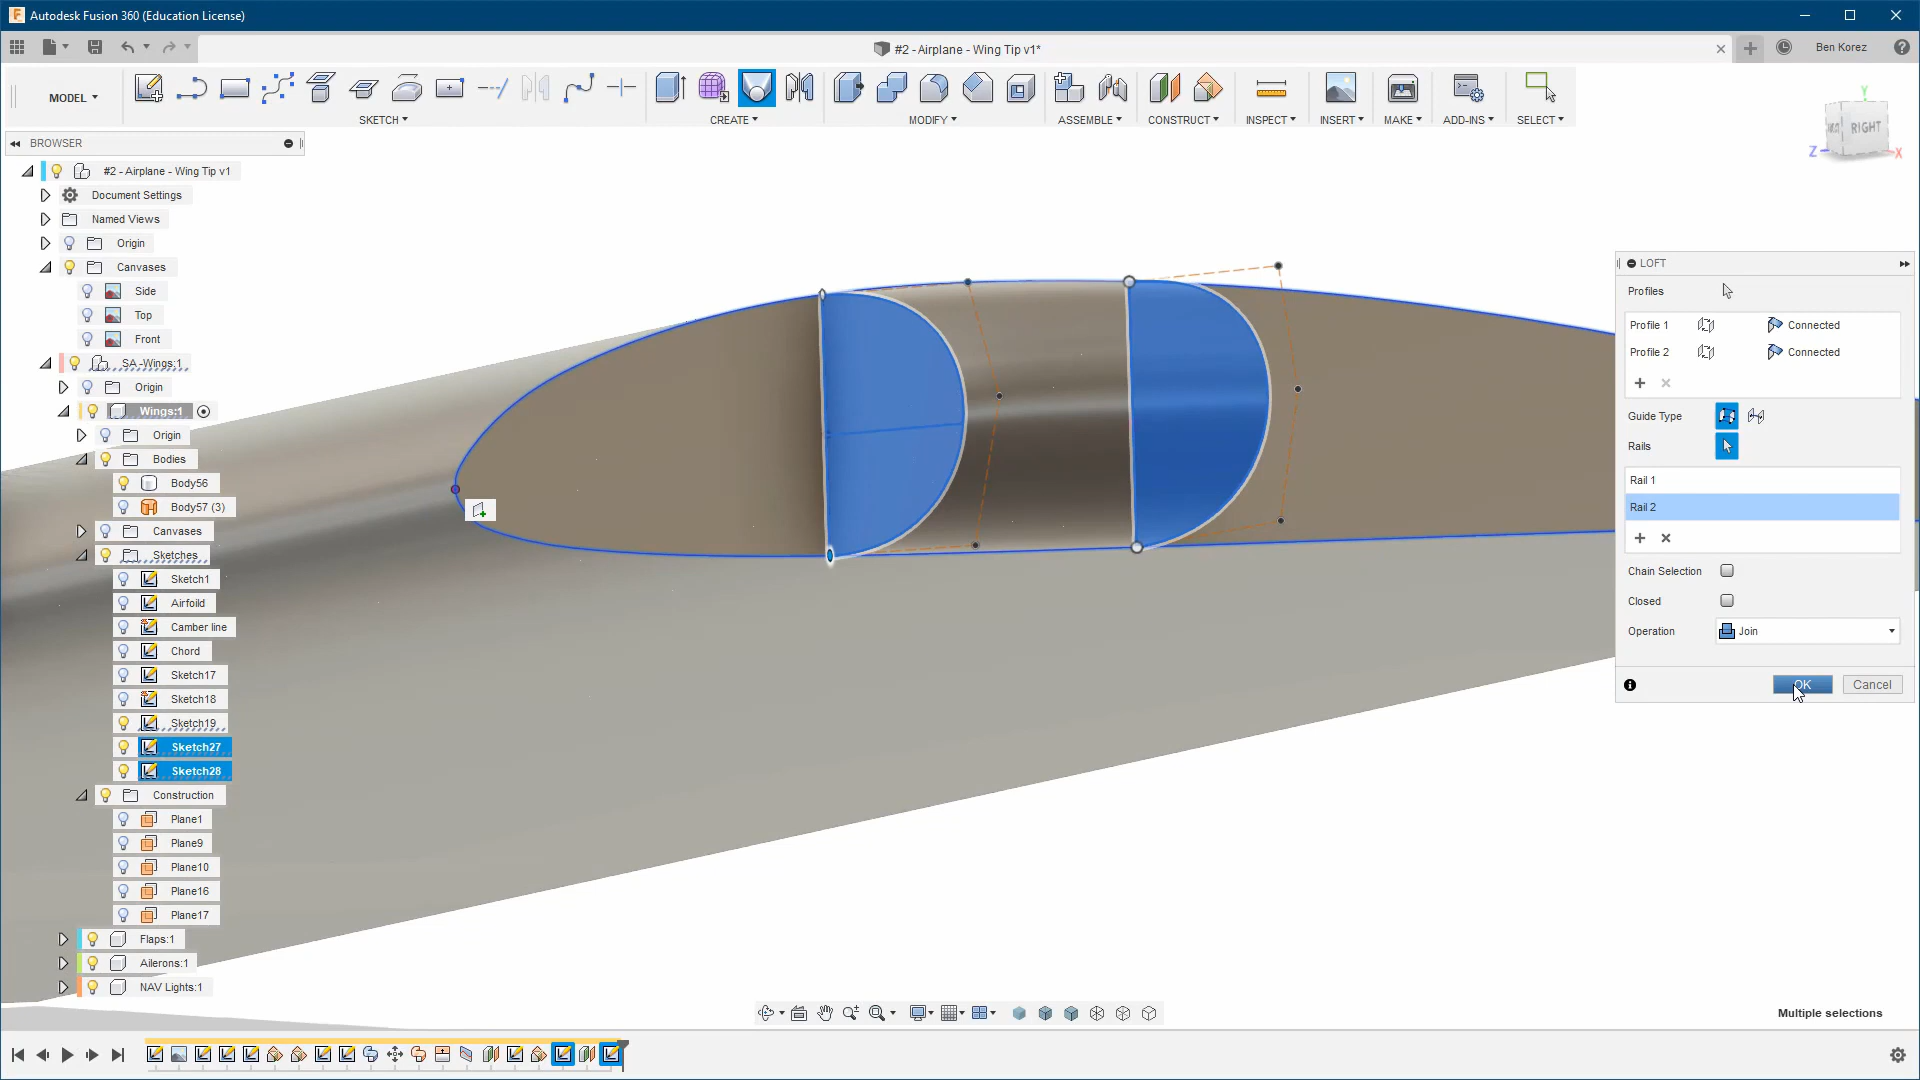 Autodesk Fusion 360 (Education License)
#2 - Airplane - Wing Tip v1*
Ben Korez
MODEL
SKETCH
CREATE
MODIFY
ASSEMBLE
CONSTRUCT
INSPECT
INSERT
MAKE
ADD-INS
SELECT
Y
RIGHT
Z
X
BROWSER
#2 - Airplane - Wing Tip v1
Document Settings
Named Views
Origin
Canvases
Side
Top
Front
SA -Wings:1
Origin
Wings:1
Origin
Bodies
Body56
Body57 (3)
Canvases
Sketches
Sketch1
Airfoild
Camber line
Chord
Sketch17
Sketch18
Sketch19
Sketch27
Sketch28
Construction
Plane1
Plane9
Plane10
Plane16
Plane17
Flaps:1
Ailerons:1
NAV Lights:1
LOFT
Profiles
Profile 1 Connected
Profile 2 Connected
Guide Type
Rails
Rail 1
Rail 2
Chain Selection
Closed
Operation Join
OK Cancel
Multiple selections